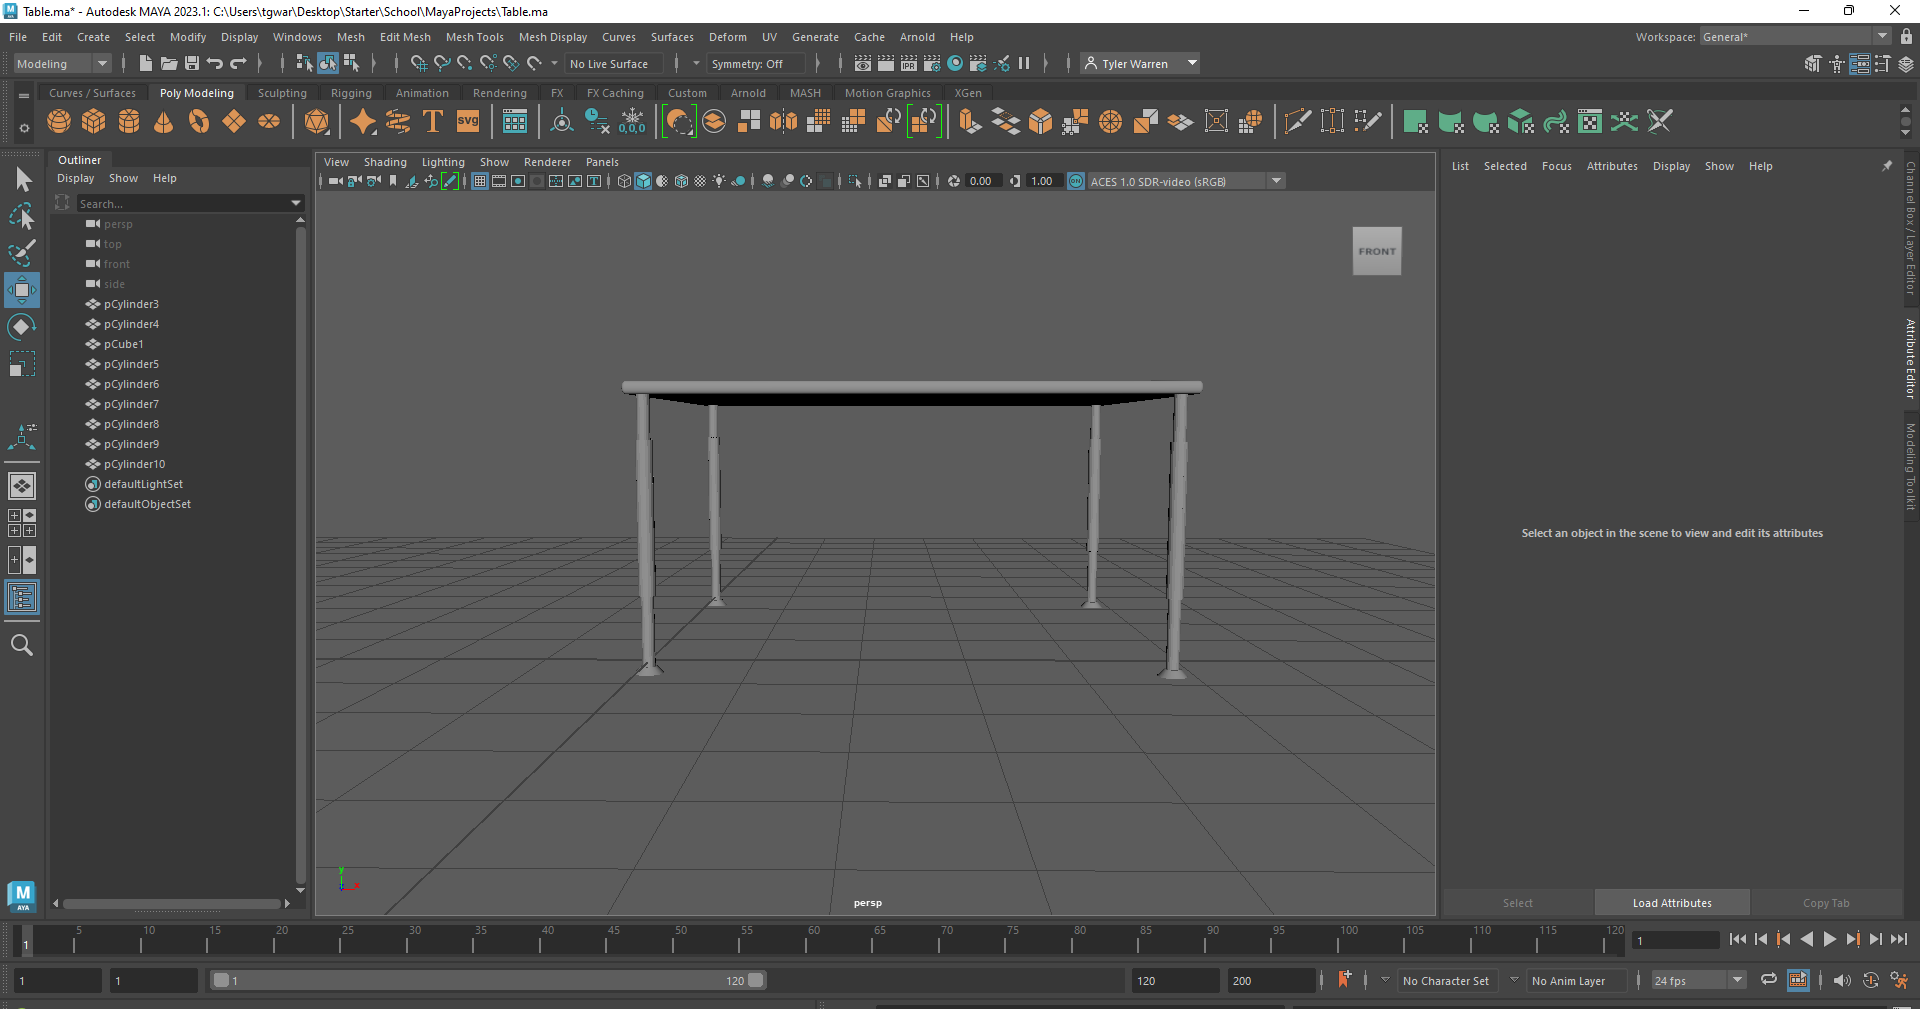 Table.ma* - Autodesk MAYA 2023.1: C:\Users\tgwar\Desktop\Starter\School\MayaProjects\Table.ma
File Edit Create Select Modify Display Windows Mesh Edit Mesh Mesh Tools Mesh Display Curves Surfaces Deform UV Generate Cache Arnold Help Workspace: General*
Modeling No Live Surface Symmetry: Off IPR Tyler Warren
Curves / Surfaces Poly Modeling Sculpting Rigging Animation Rendering FX FX Caching Custom Arnold MASH Motion Graphics XGen
T svg 0,0,0
Outliner
Display Show Help
Search...
persp
top
front
side
pCylinder3
pCylinder4
pCube1
pCylinder5
pCylinder6
pCylinder7
pCylinder8
pCylinder9
pCylinder10
defaultLightSet
defaultObjectSet
View Shading Lighting Show Renderer Panels
0.00 1.00 ON ACES 1.0 SDR-video (sRGB)
FRONT
y
x
persp
List Selected Focus Attributes Display Show Help
Select an object in the scene to view and edit its attributes
Select Load Attributes Copy Tab
Channel Box / Layer Editor
Attribute Editor
Modeling Toolkit
M
AYA
1 5 10 15 20 25 30 35 40 45 50 55 60 65 70 75 80 85 90 95 100 105 110 115 120 1
1 1 1 120 120 200 No Character Set No Anim Layer 24 fps